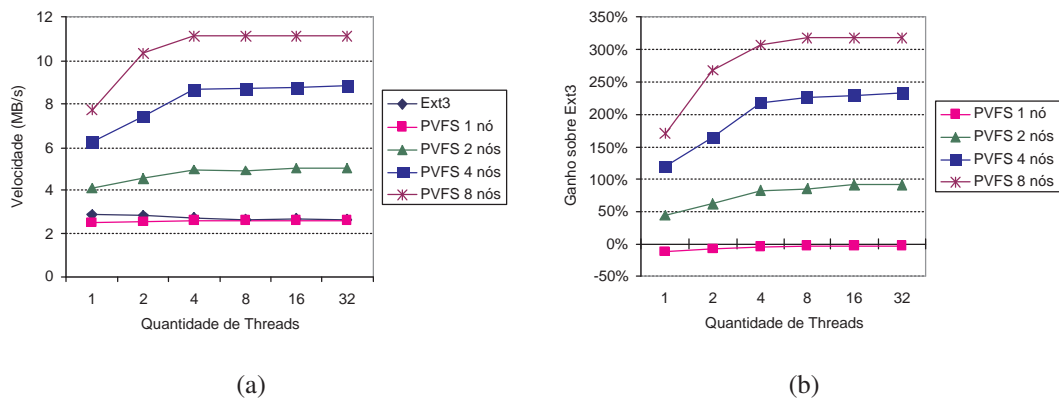 12
10
8
6
4
2
0
Velocidade (MB/s)
1 2 4 8 16 32
Quantidade de Threads
Ext3
PVFS 1 nó
PVFS 2 nós
PVFS 4 nós
PVFS 8 nós
(a)
350%
300%
250%
200%
150%
100%
50%
0%
-50%
Ganho sobre Ext3
1 2 4 8 16 32
Quantidade de Threads
PVFS 1 nó
PVFS 2 nós
PVFS 4 nós
PVFS 8 nós
(b)